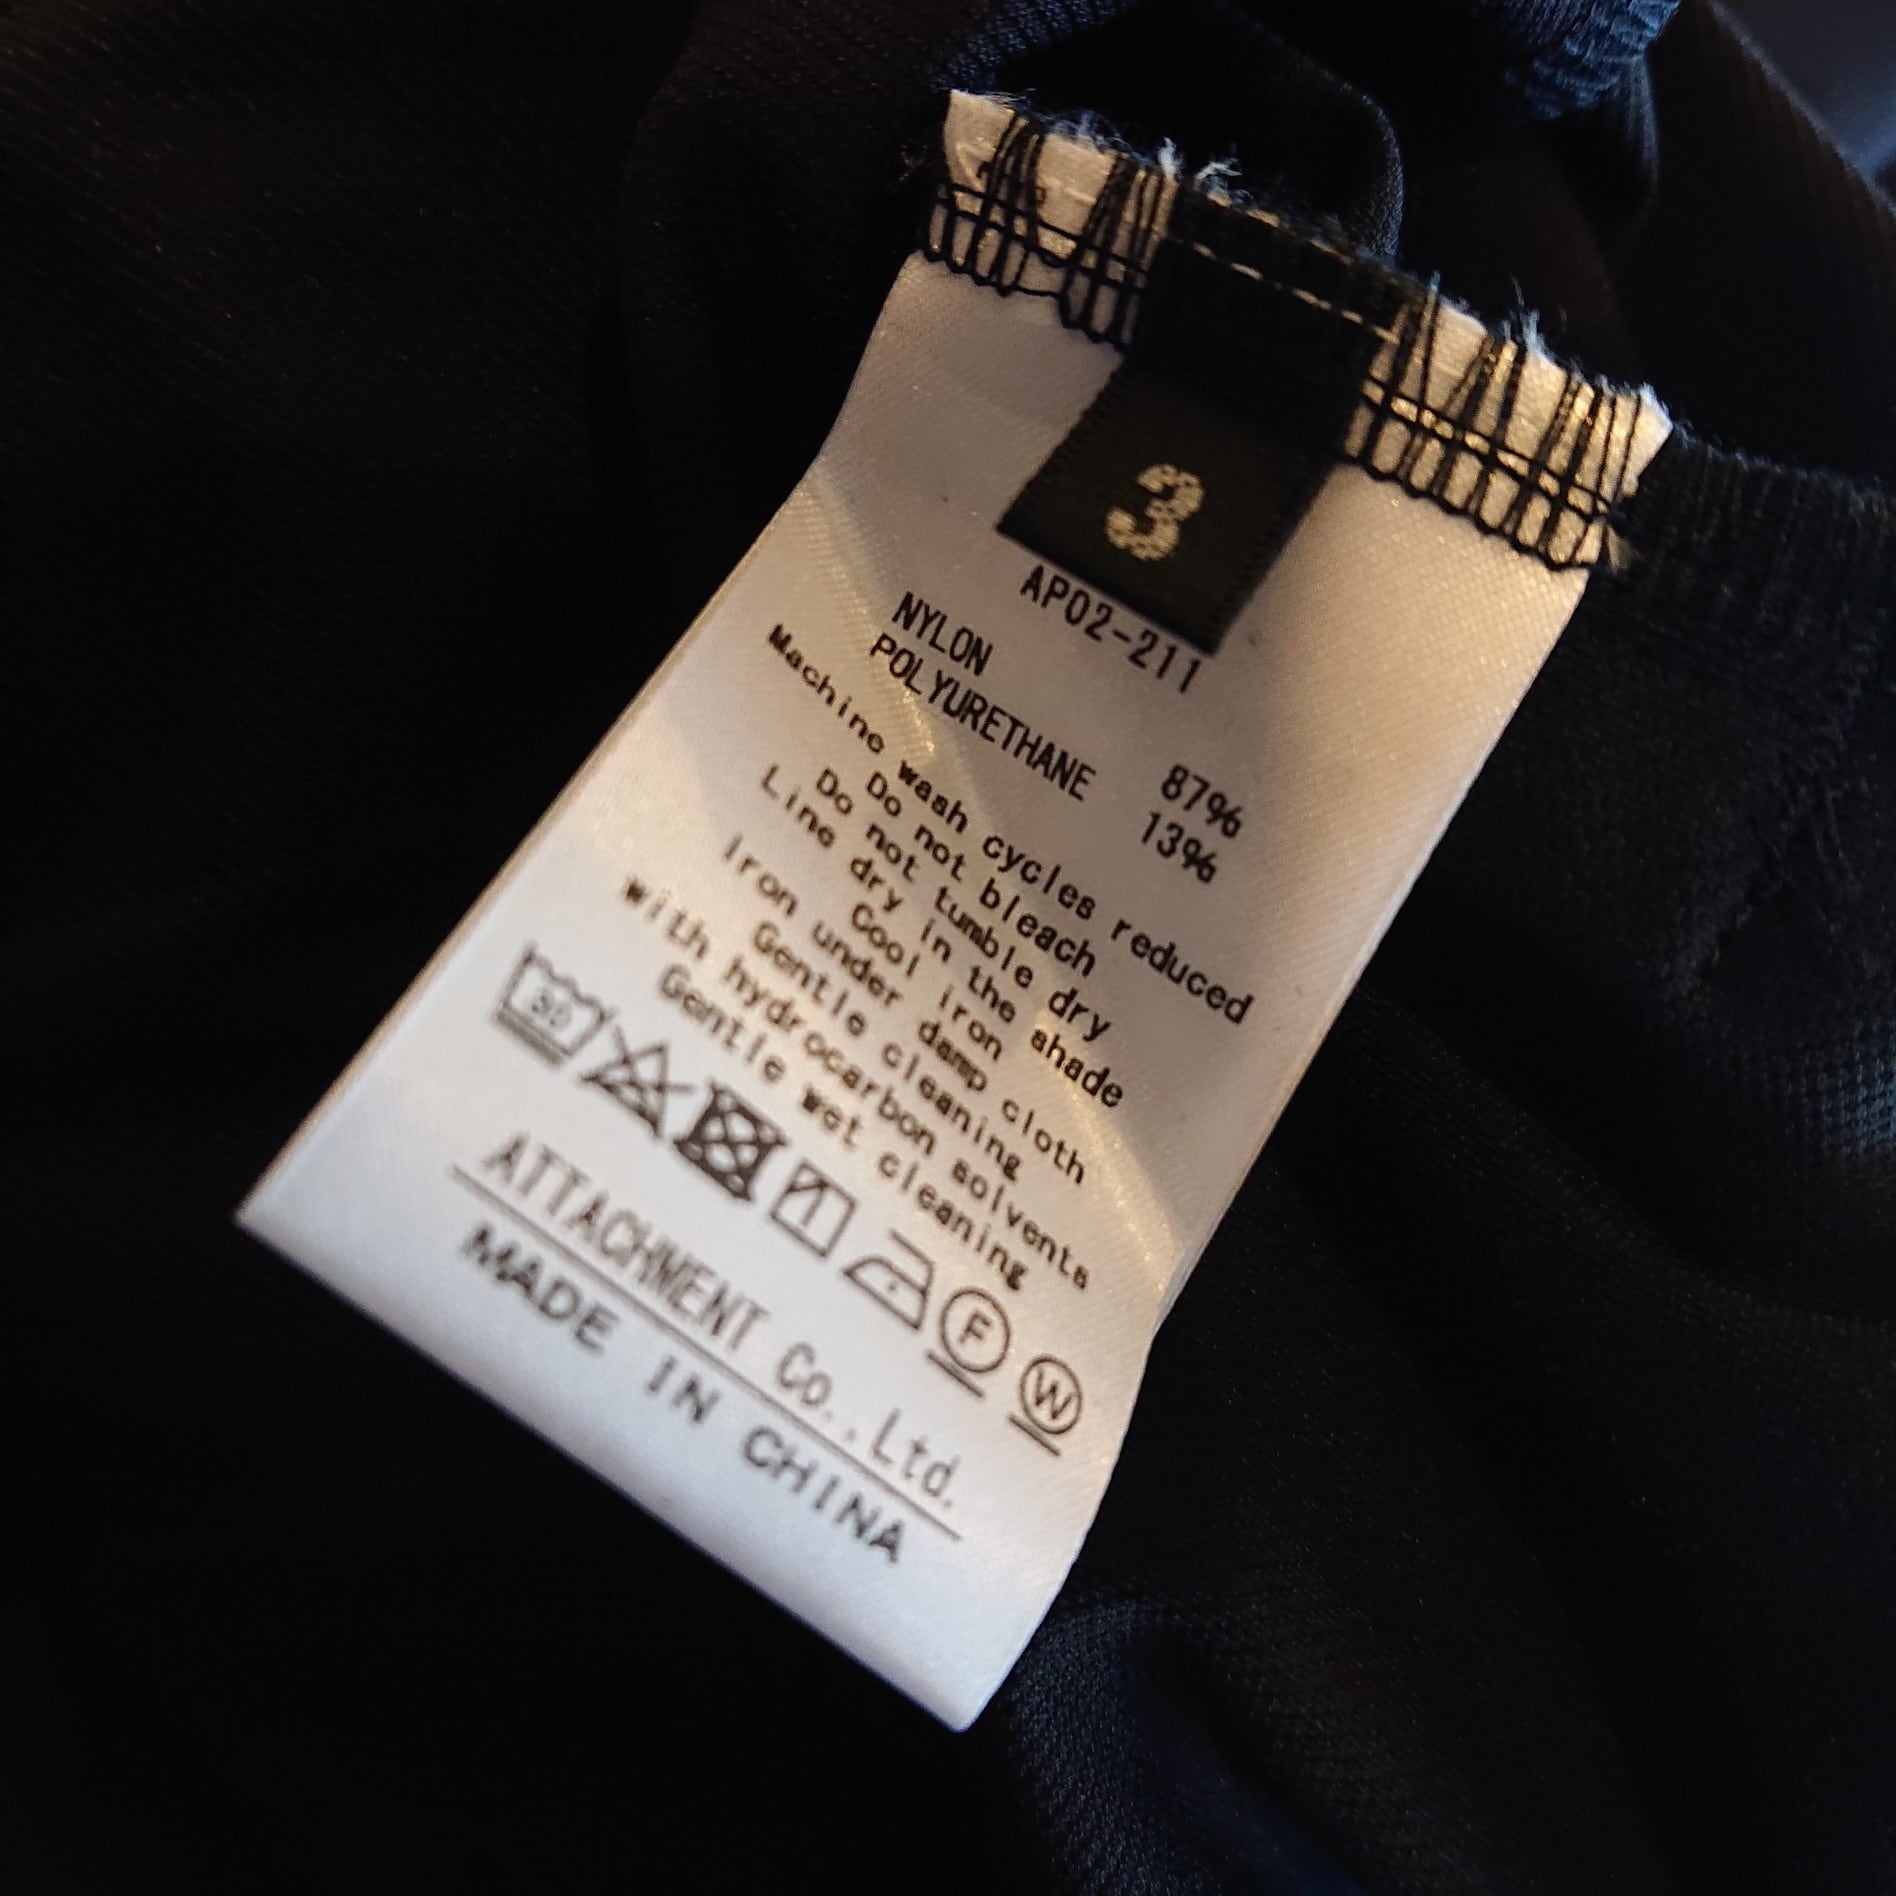 3
AP02-211
NYLON 87%
POLYURETHANE 13%
Machine wash cycles reduced
Do not bleach
Do not tumble dry
Line dry in the shade
Cool iron
Iron under damp cloth
Gentle cleaning
with hydrocarbon solvents
Gentle wet cleaning
30
F
W
ATTACHMENT Co.,Ltd.
MADE IN CHINA